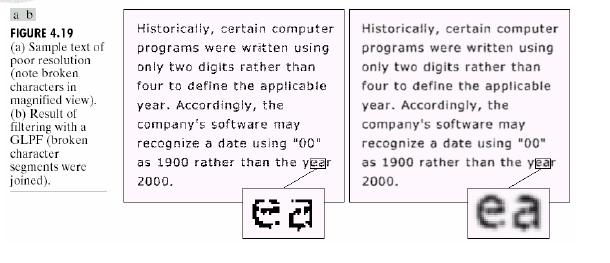 a b
FIGURE 4.19
(a) Sample text of
poor resolution
(note broken
characters in
magnified view).
(b) Result of
filtering with a
GLPF (broken
character
segments were
joined).
Historically, certain computer
programs were written using
only two digits rather than
four to define the applicable
year. Accordingly, the
company's software may
recognize a date using "00"
as 1900 rather than the year
2000.
ea
Historically, certain computer
programs were written using
only two digits rather than
four to define the applicable
year. Accordingly, the
company's software may
recognize a date using "00"
as 1900 rather than the year
2000.
ea